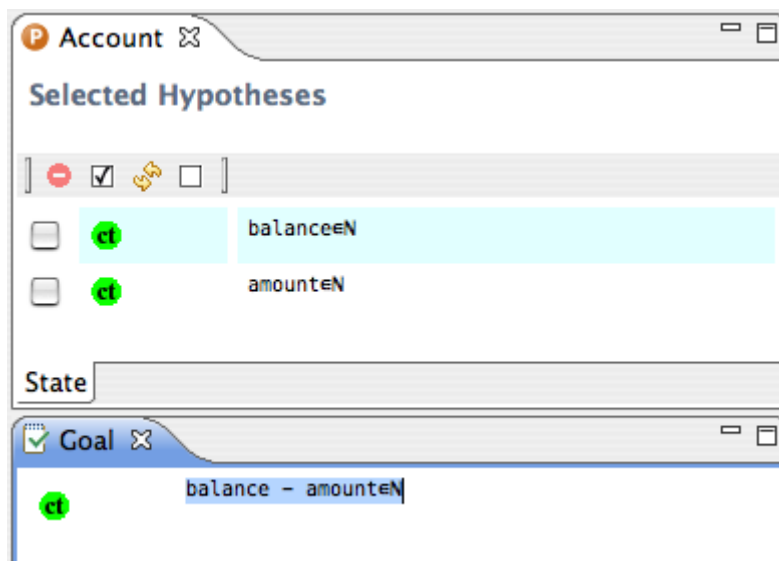 P Account
Selected Hypotheses
ct balance∈ℕ
ct amount∈ℕ
State
Goal
ct balance − amount∈ℕ